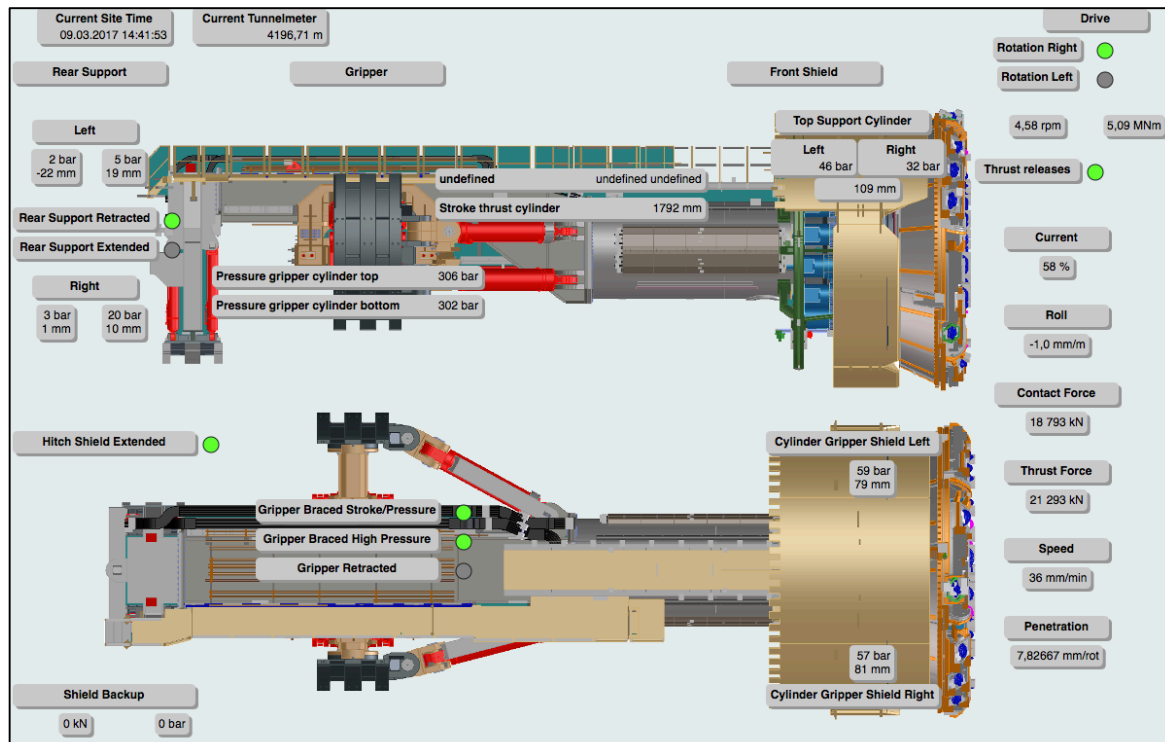 Current Site Time
09.03.2017 14:41:53
Current Tunnelmeter
4196,71 m
Drive
Rotation Right
Rotation Left
4,58 rpm
5,09 MNm
Thrust releases
Rear Support
Gripper
Front Shield
Left
2 bar
-22 mm
5 bar
19 mm
Top Support Cylinder
Left
46 bar
Right
32 bar
109 mm
undefined
undefined undefined
Stroke thrust cylinder
1792 mm
Rear Support Retracted
Rear Support Extended
Pressure gripper cylinder top
306 bar
Pressure gripper cylinder bottom
302 bar
Right
3 bar
1 mm
20 bar
10 mm
Current
58 %
Roll
-1,0 mm/m
Contact Force
18 793 kN
Thrust Force
21 293 kN
Speed
36 mm/min
Penetration
7,82667 mm/rot
Hitch Shield Extended
Cylinder Gripper Shield Left
59 bar
79 mm
Gripper Braced Stroke/Pressure
Gripper Braced High Pressure
Gripper Retracted
57 bar
81 mm
Cylinder Gripper Shield Right
Shield Backup
0 kN
0 bar